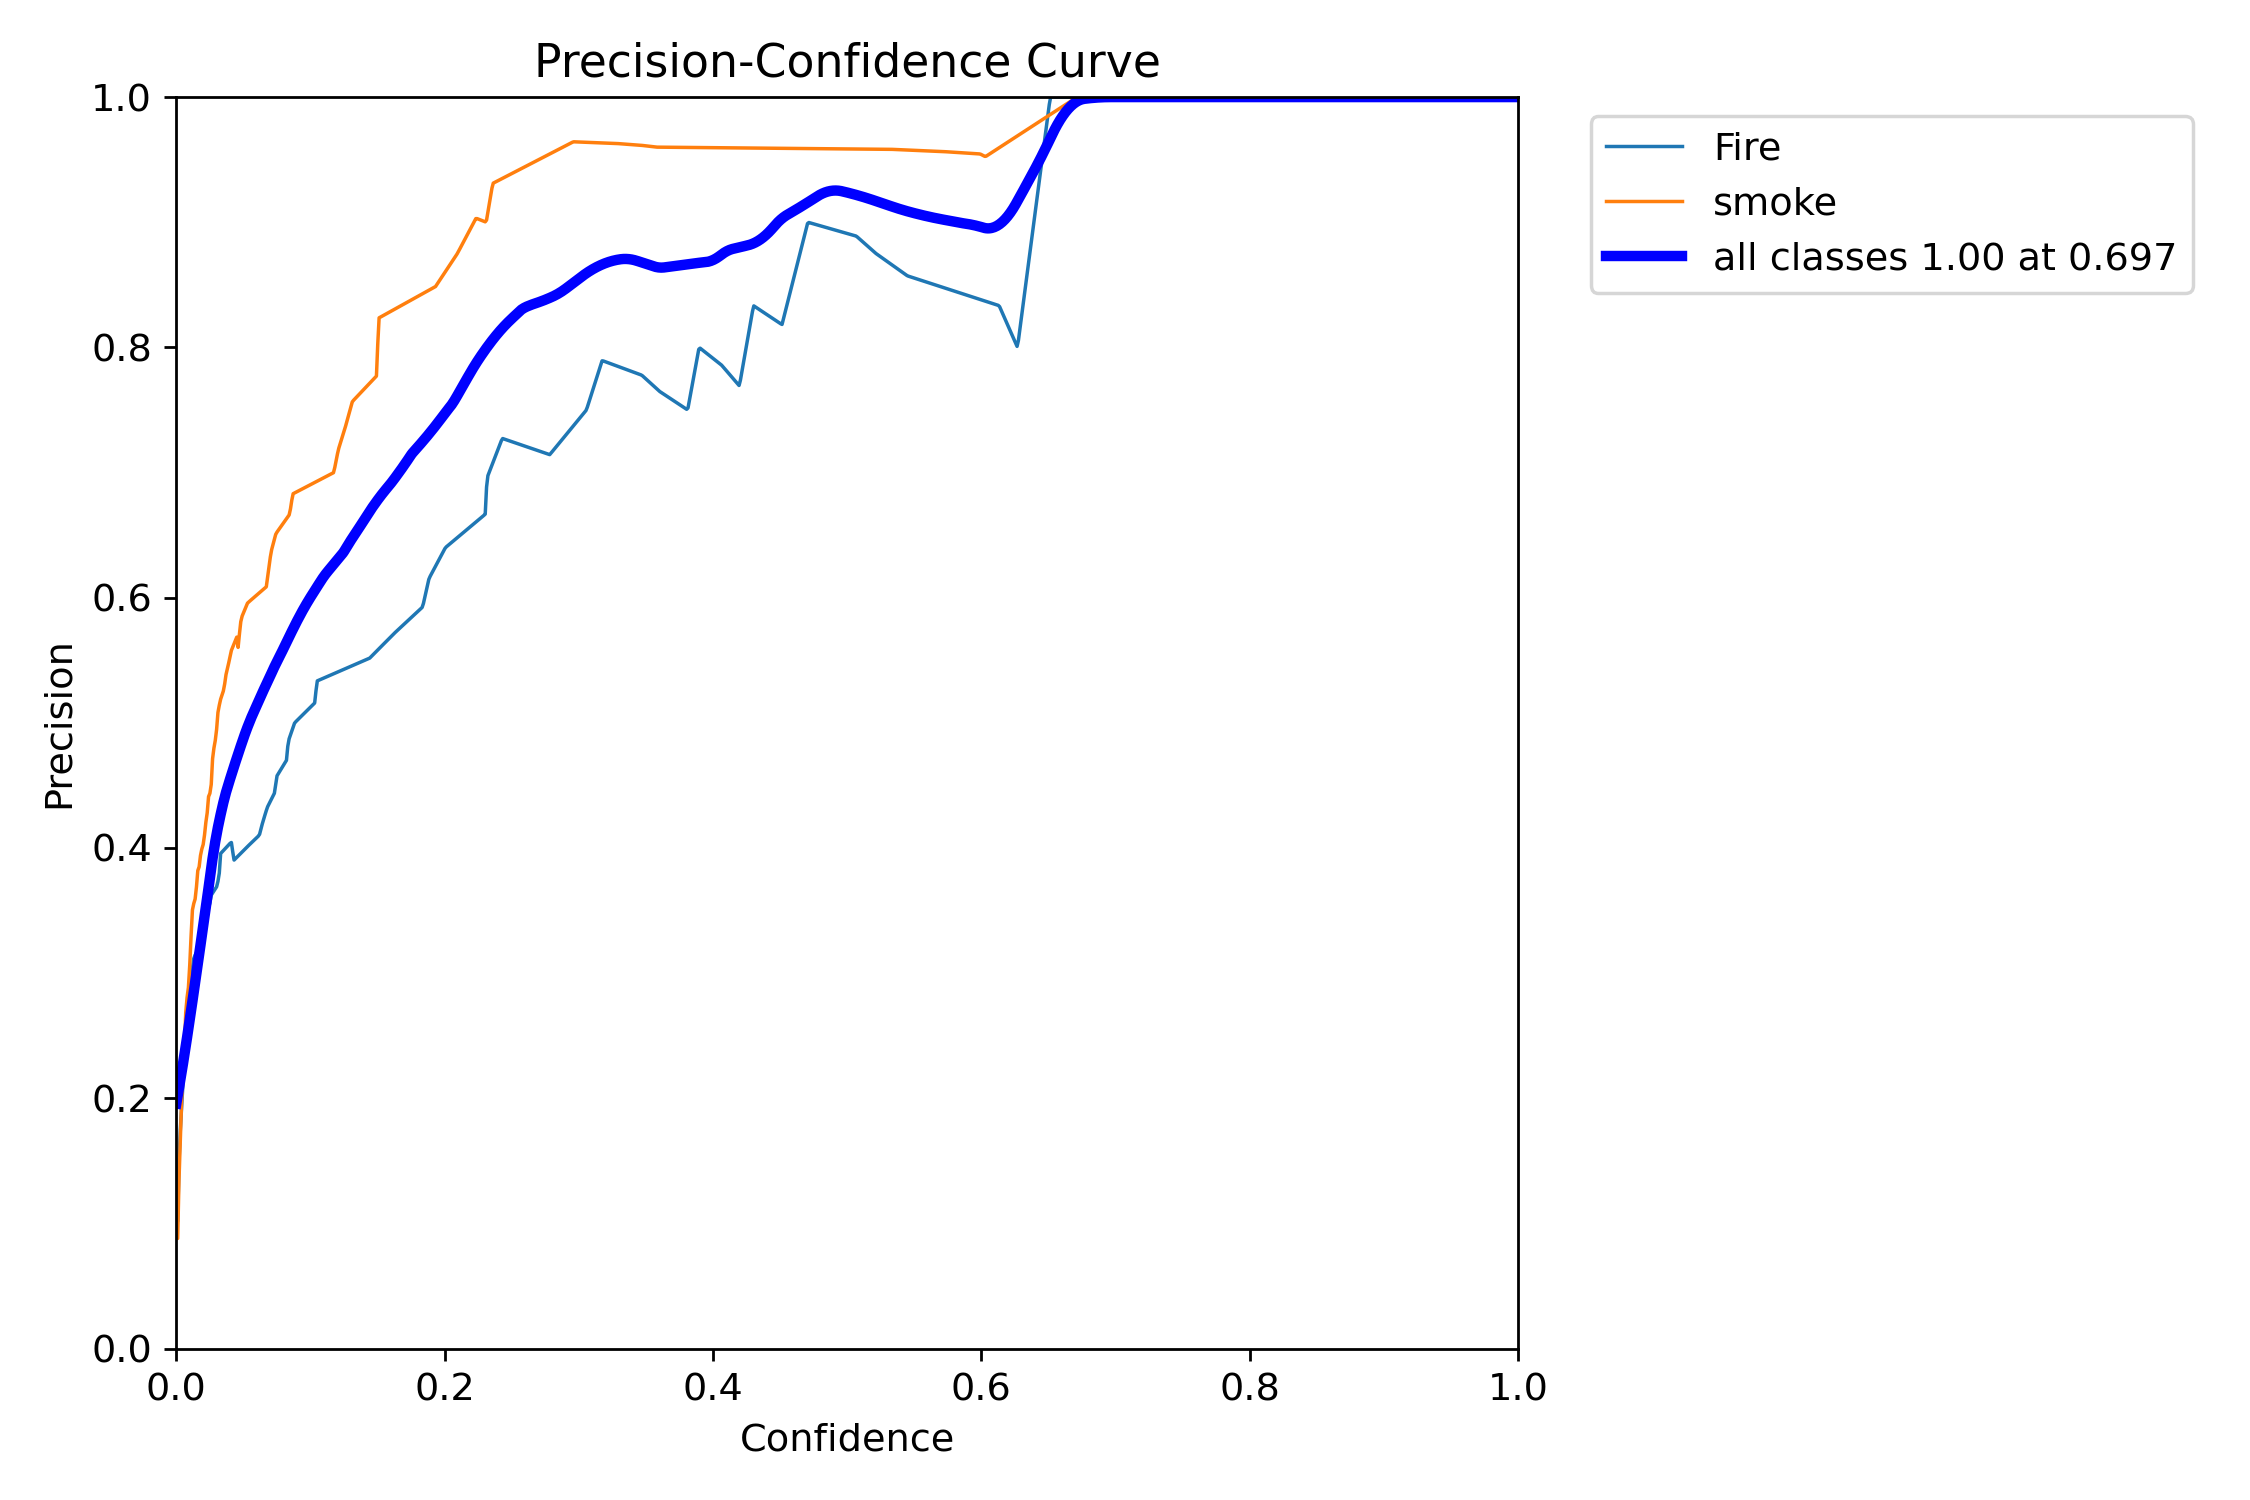 Precision-Confidence Curve
1.0
0.8
0.6
0.4
0.2
0.0
Precision
0.0 0.2 0.4 0.6 0.8 1.0
Confidence
Fire
smoke
all classes 1.00 at 0.697